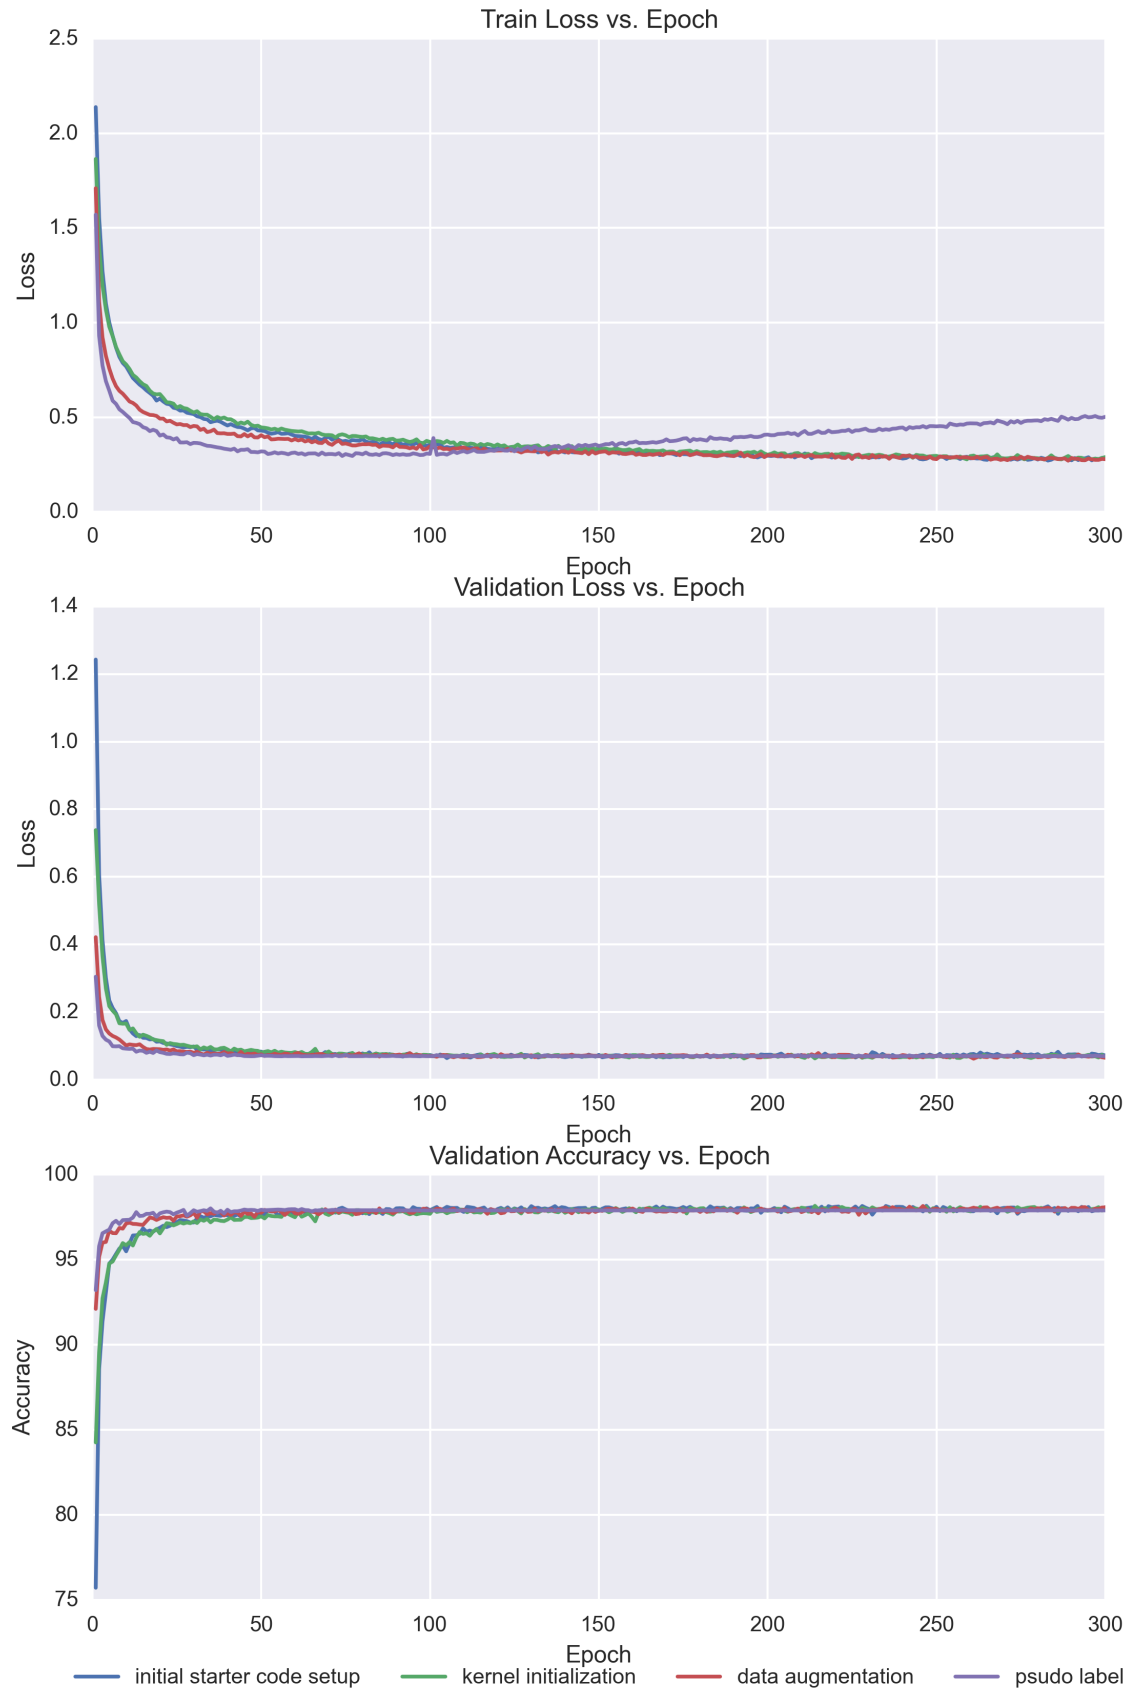 Train Loss vs. Epoch
2.5
2.0
1.5
1.0
0.5
0.0
Loss
0 50 100 150 200 250 300
Epoch
Validation Loss vs. Epoch
1.4
1.2
1.0
0.8
0.6
0.4
0.2
0.0
Loss
0 50 100 150 200 250 300
Epoch
Validation Accuracy vs. Epoch
100
95
90
85
80
75
Accuracy
0 50 100 150 200 250 300
Epoch
initial starter code setup kernel initialization data augmentation psudo label